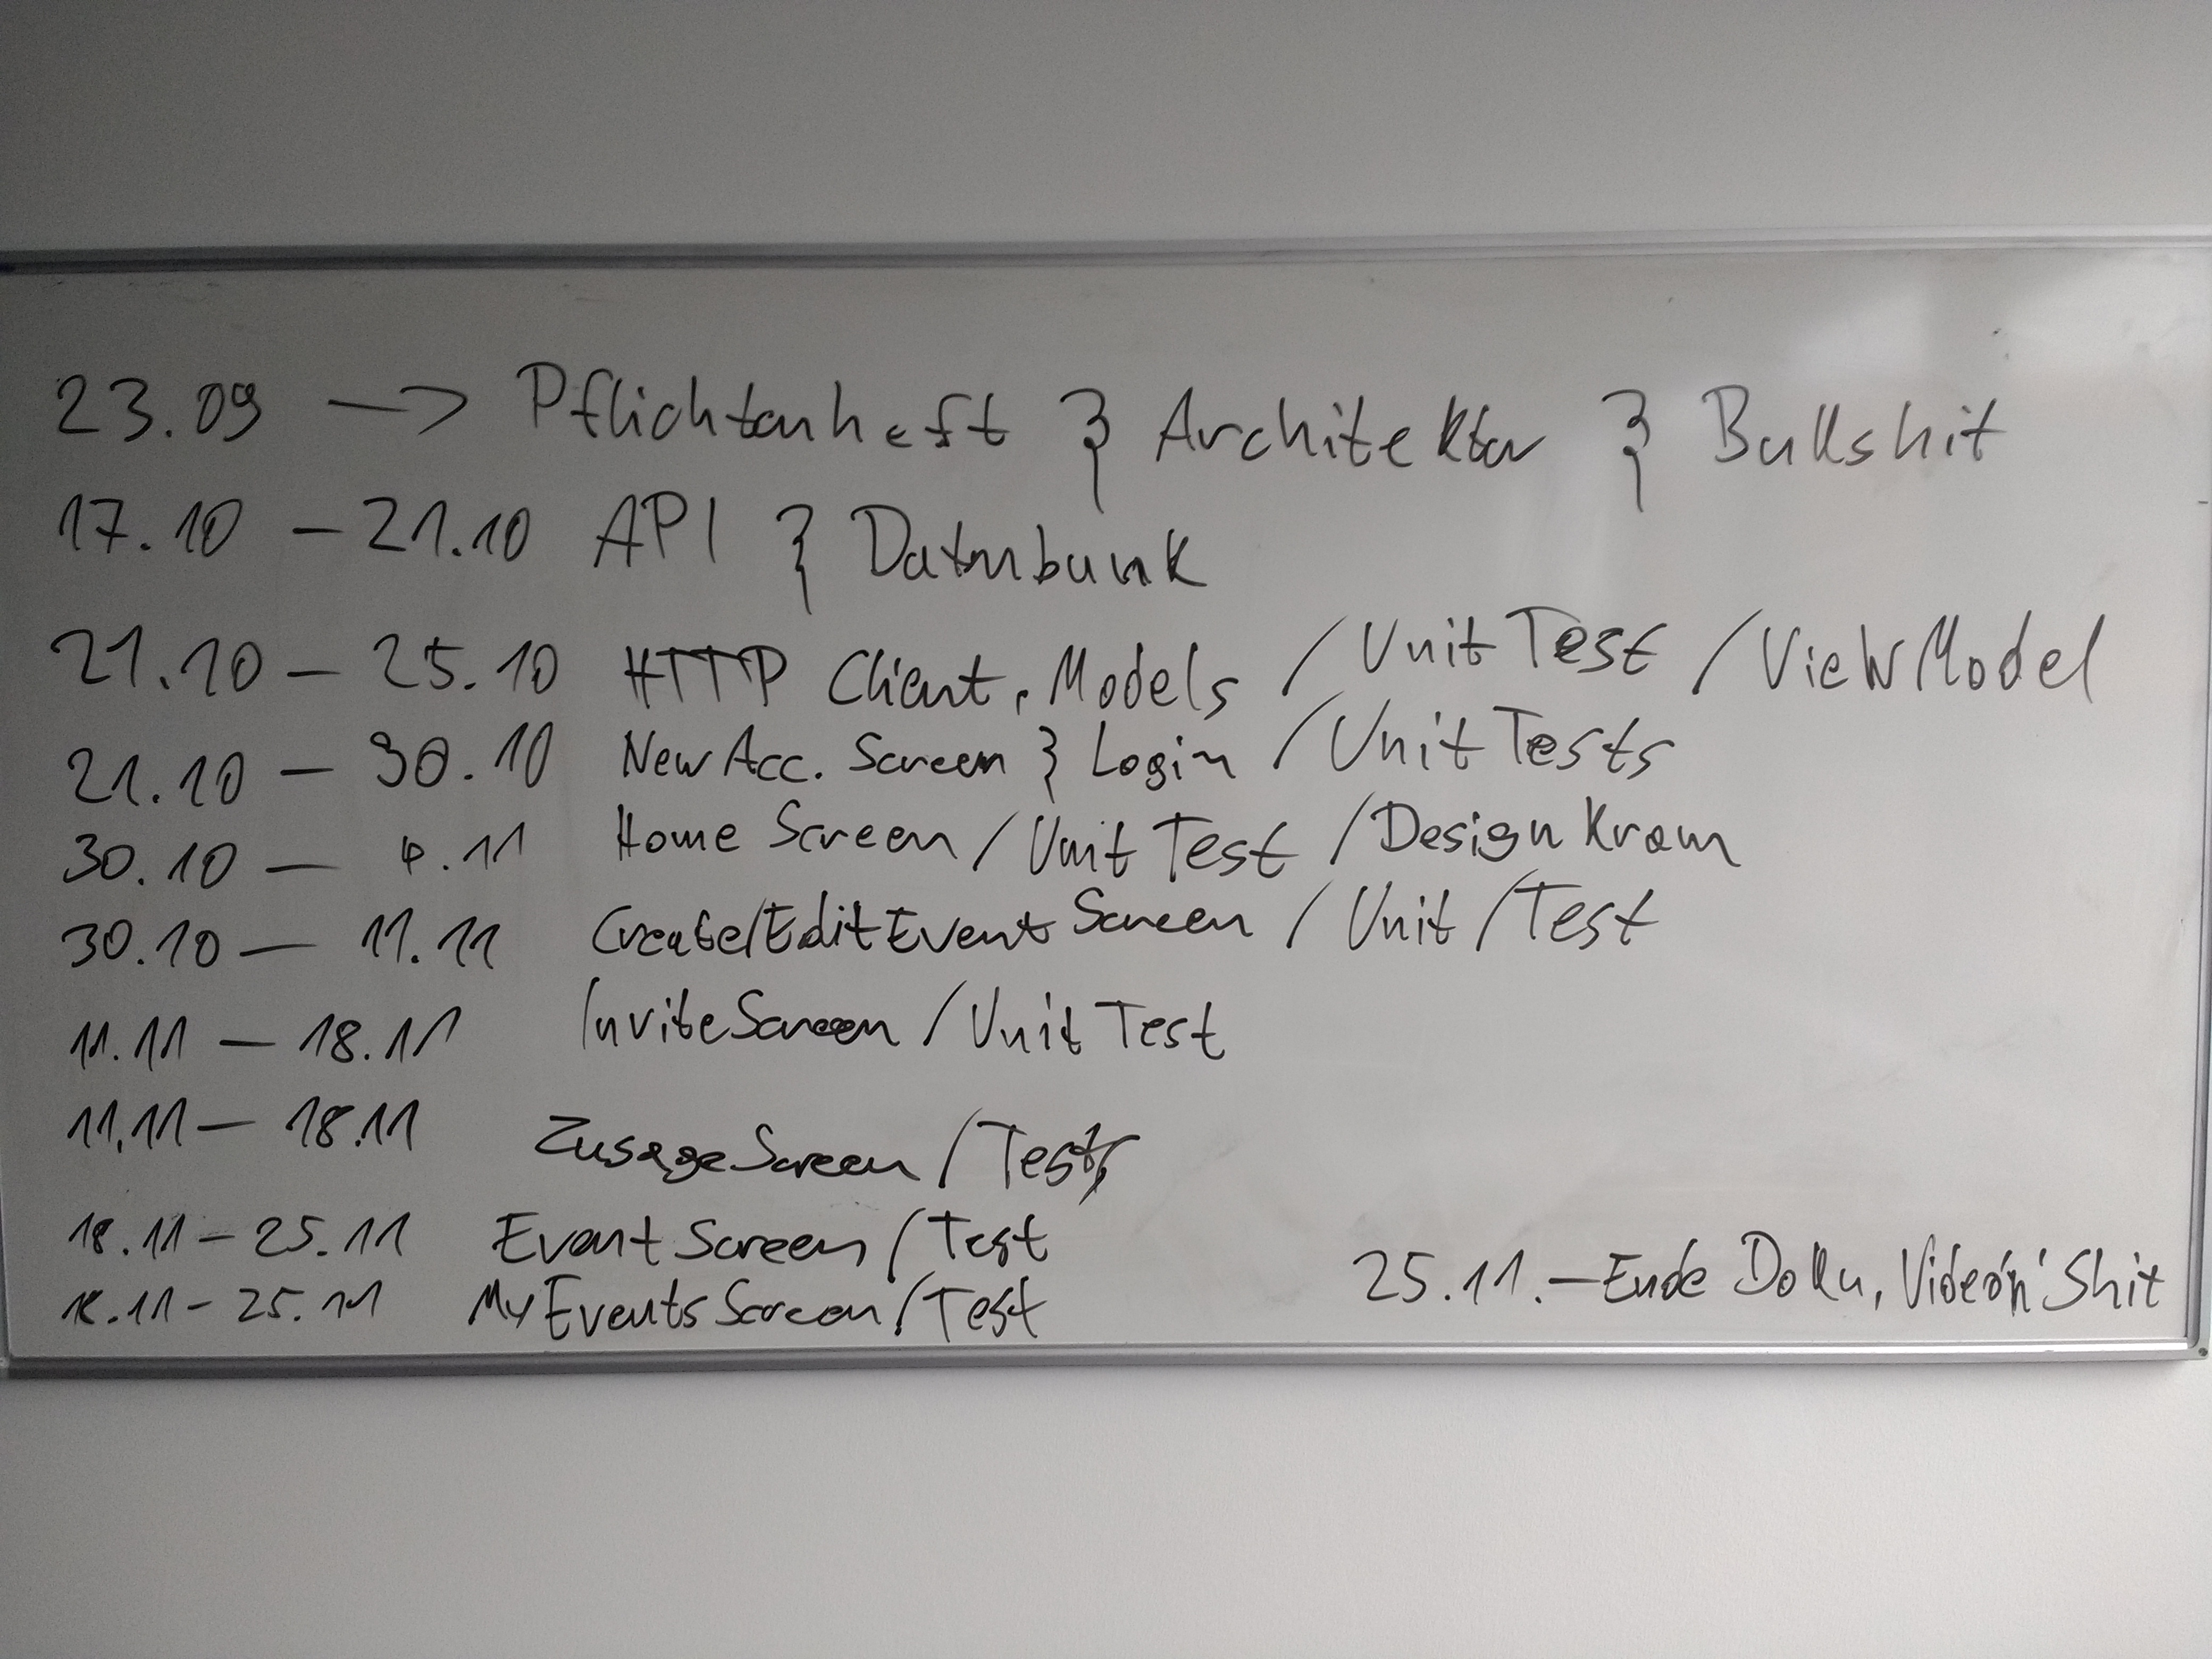 23.09 —> Pflichtenheft & Architektur & Bullshit
17.10 – 21.10 API & Datenbank
21.10 – 25.10 HTTP Client, Models / Unit Test / ViewModel
21.10 – 30.10 New Acc. Screen & Login / Unit Tests
30.10 – 4.11 Home Screen / Unit Test / Design Kram
30.10 – 11.11 Create/Edit Event Screen / Unit / Test
11.11 – 18.11 Invite Screen / Unit Test
11.11 – 18.11 Zusage Screen / Test
18.11 – 25.11 Event Screen / Test
18.11 – 25.11 My Events Screen / Test
25.11. – Ende Doku, Video 'n' Shit